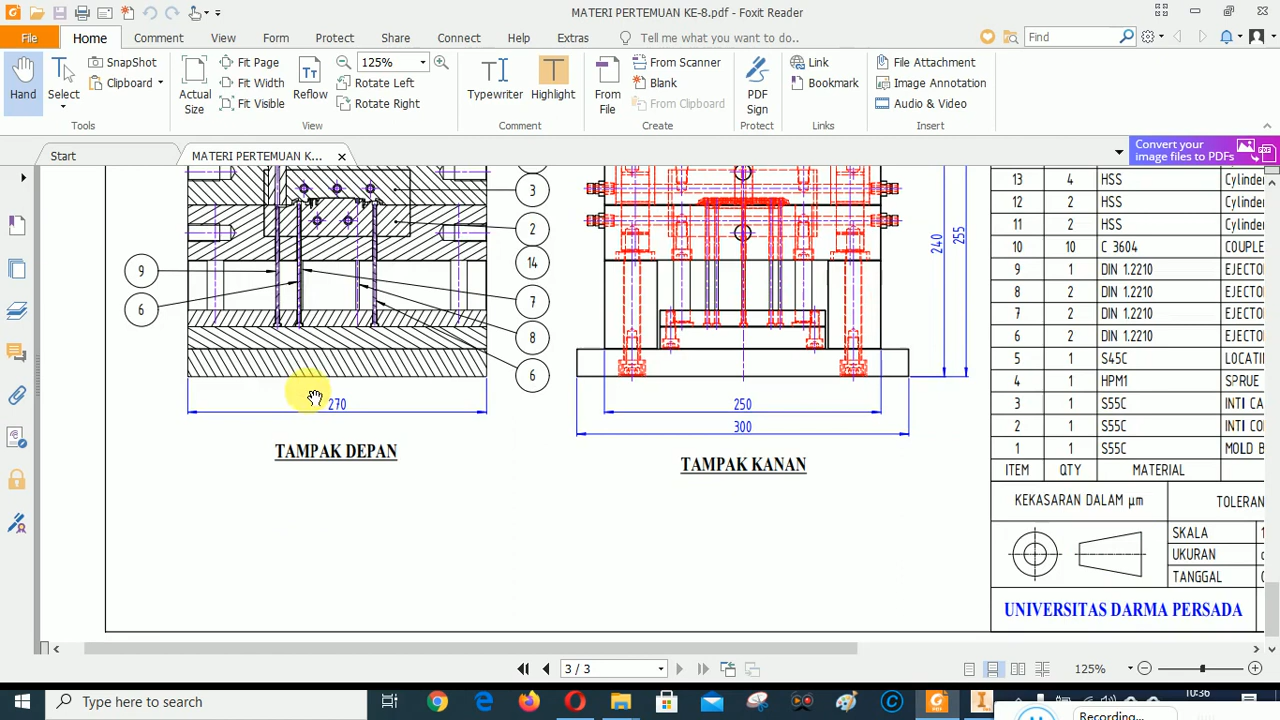 MATERI PERTEMUAN KE-8.pdf - Foxit Reader
File Home Comment View Form Protect Share Connect Help Extras Tell me what you want to do... Find
Hand
Select
SnapShot
Clipboard
Tools
Actual Size
Fit Page
Fit Width
Fit Visible
Reflow
125%
Rotate Left
Rotate Right
View
Typewriter
Highlight
Comment
From File
From Scanner
Blank
From Clipboard
Create
PDF Sign
Protect
Link
Bookmark
Links
File Attachment
Image Annotation
Audio & Video
Insert
Start
MATERI PERTEMUAN K...
Convert your
image files to PDFs
3
2
14
9
6
7
8
6
270
TAMPAK DEPAN
240
255
250
300
TAMPAK KANAN
13 4 HSS Cylinde
12 2 HSS Cylinde
11 2 HSS Cylinde
10 10 C 3604 COUPLE
9 1 DIN 1.2210 EJECTO
8 2 DIN 1.2210 EJECTO
7 2 DIN 1.2210 EJECTO
6 2 DIN 1.2210 EJECTO
5 1 S45C LOCATI
4 1 HPM1 SPRUE
3 1 S55C INTI CA
2 1 S55C INTI CO
1 1 S55C MOLD B
ITEM QTY MATERIAL
KEKASARAN DALAM µm
TOLERAN
SKALA 1
UKURAN
TANGGAL
UNIVERSITAS DARMA PERSADA
3 / 3
125%
Type here to search
10:36
Recording...